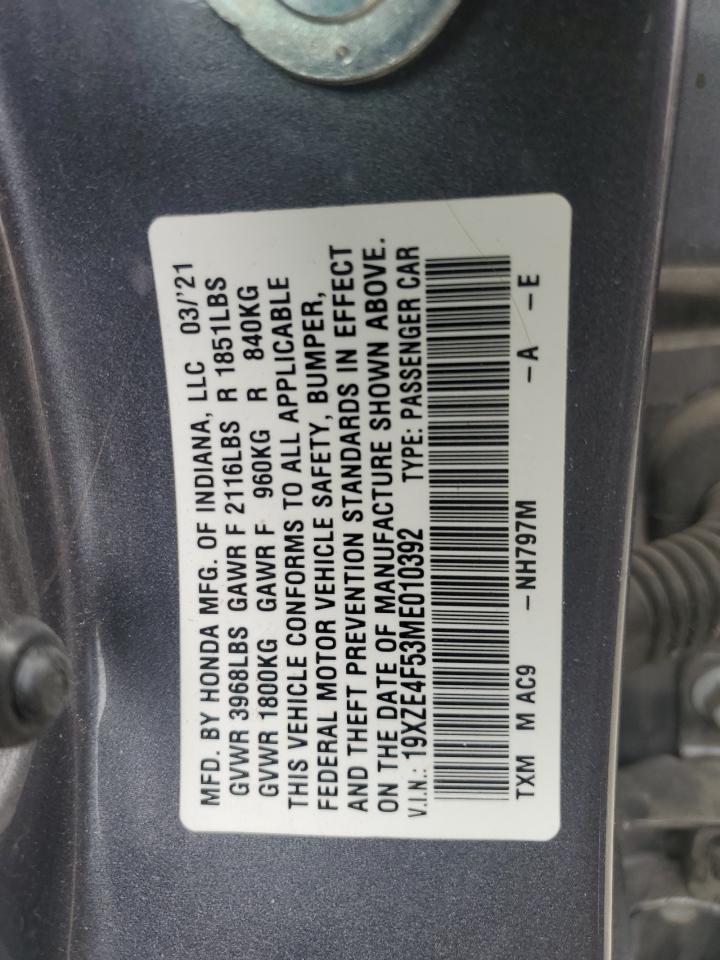 MFD. BY HONDA MFG. OF INDIANA, LLC 03/'21
GVWR 3968LBS GAWR F 2116LBS R 1851LBS
GVWR 1800KG GAWR F 960KG R 840KG
THIS VEHICLE CONFORMS TO ALL APPLICABLE
FEDERAL MOTOR VEHICLE SAFETY, BUMPER,
AND THEFT PREVENTION STANDARDS IN EFFECT
ON THE DATE OF MANUFACTURE SHOWN ABOVE.
V.I.N.: 19XZE4F53ME010392 TYPE: PASSENGER CAR
TXM M AC9 -NH797M -A -E